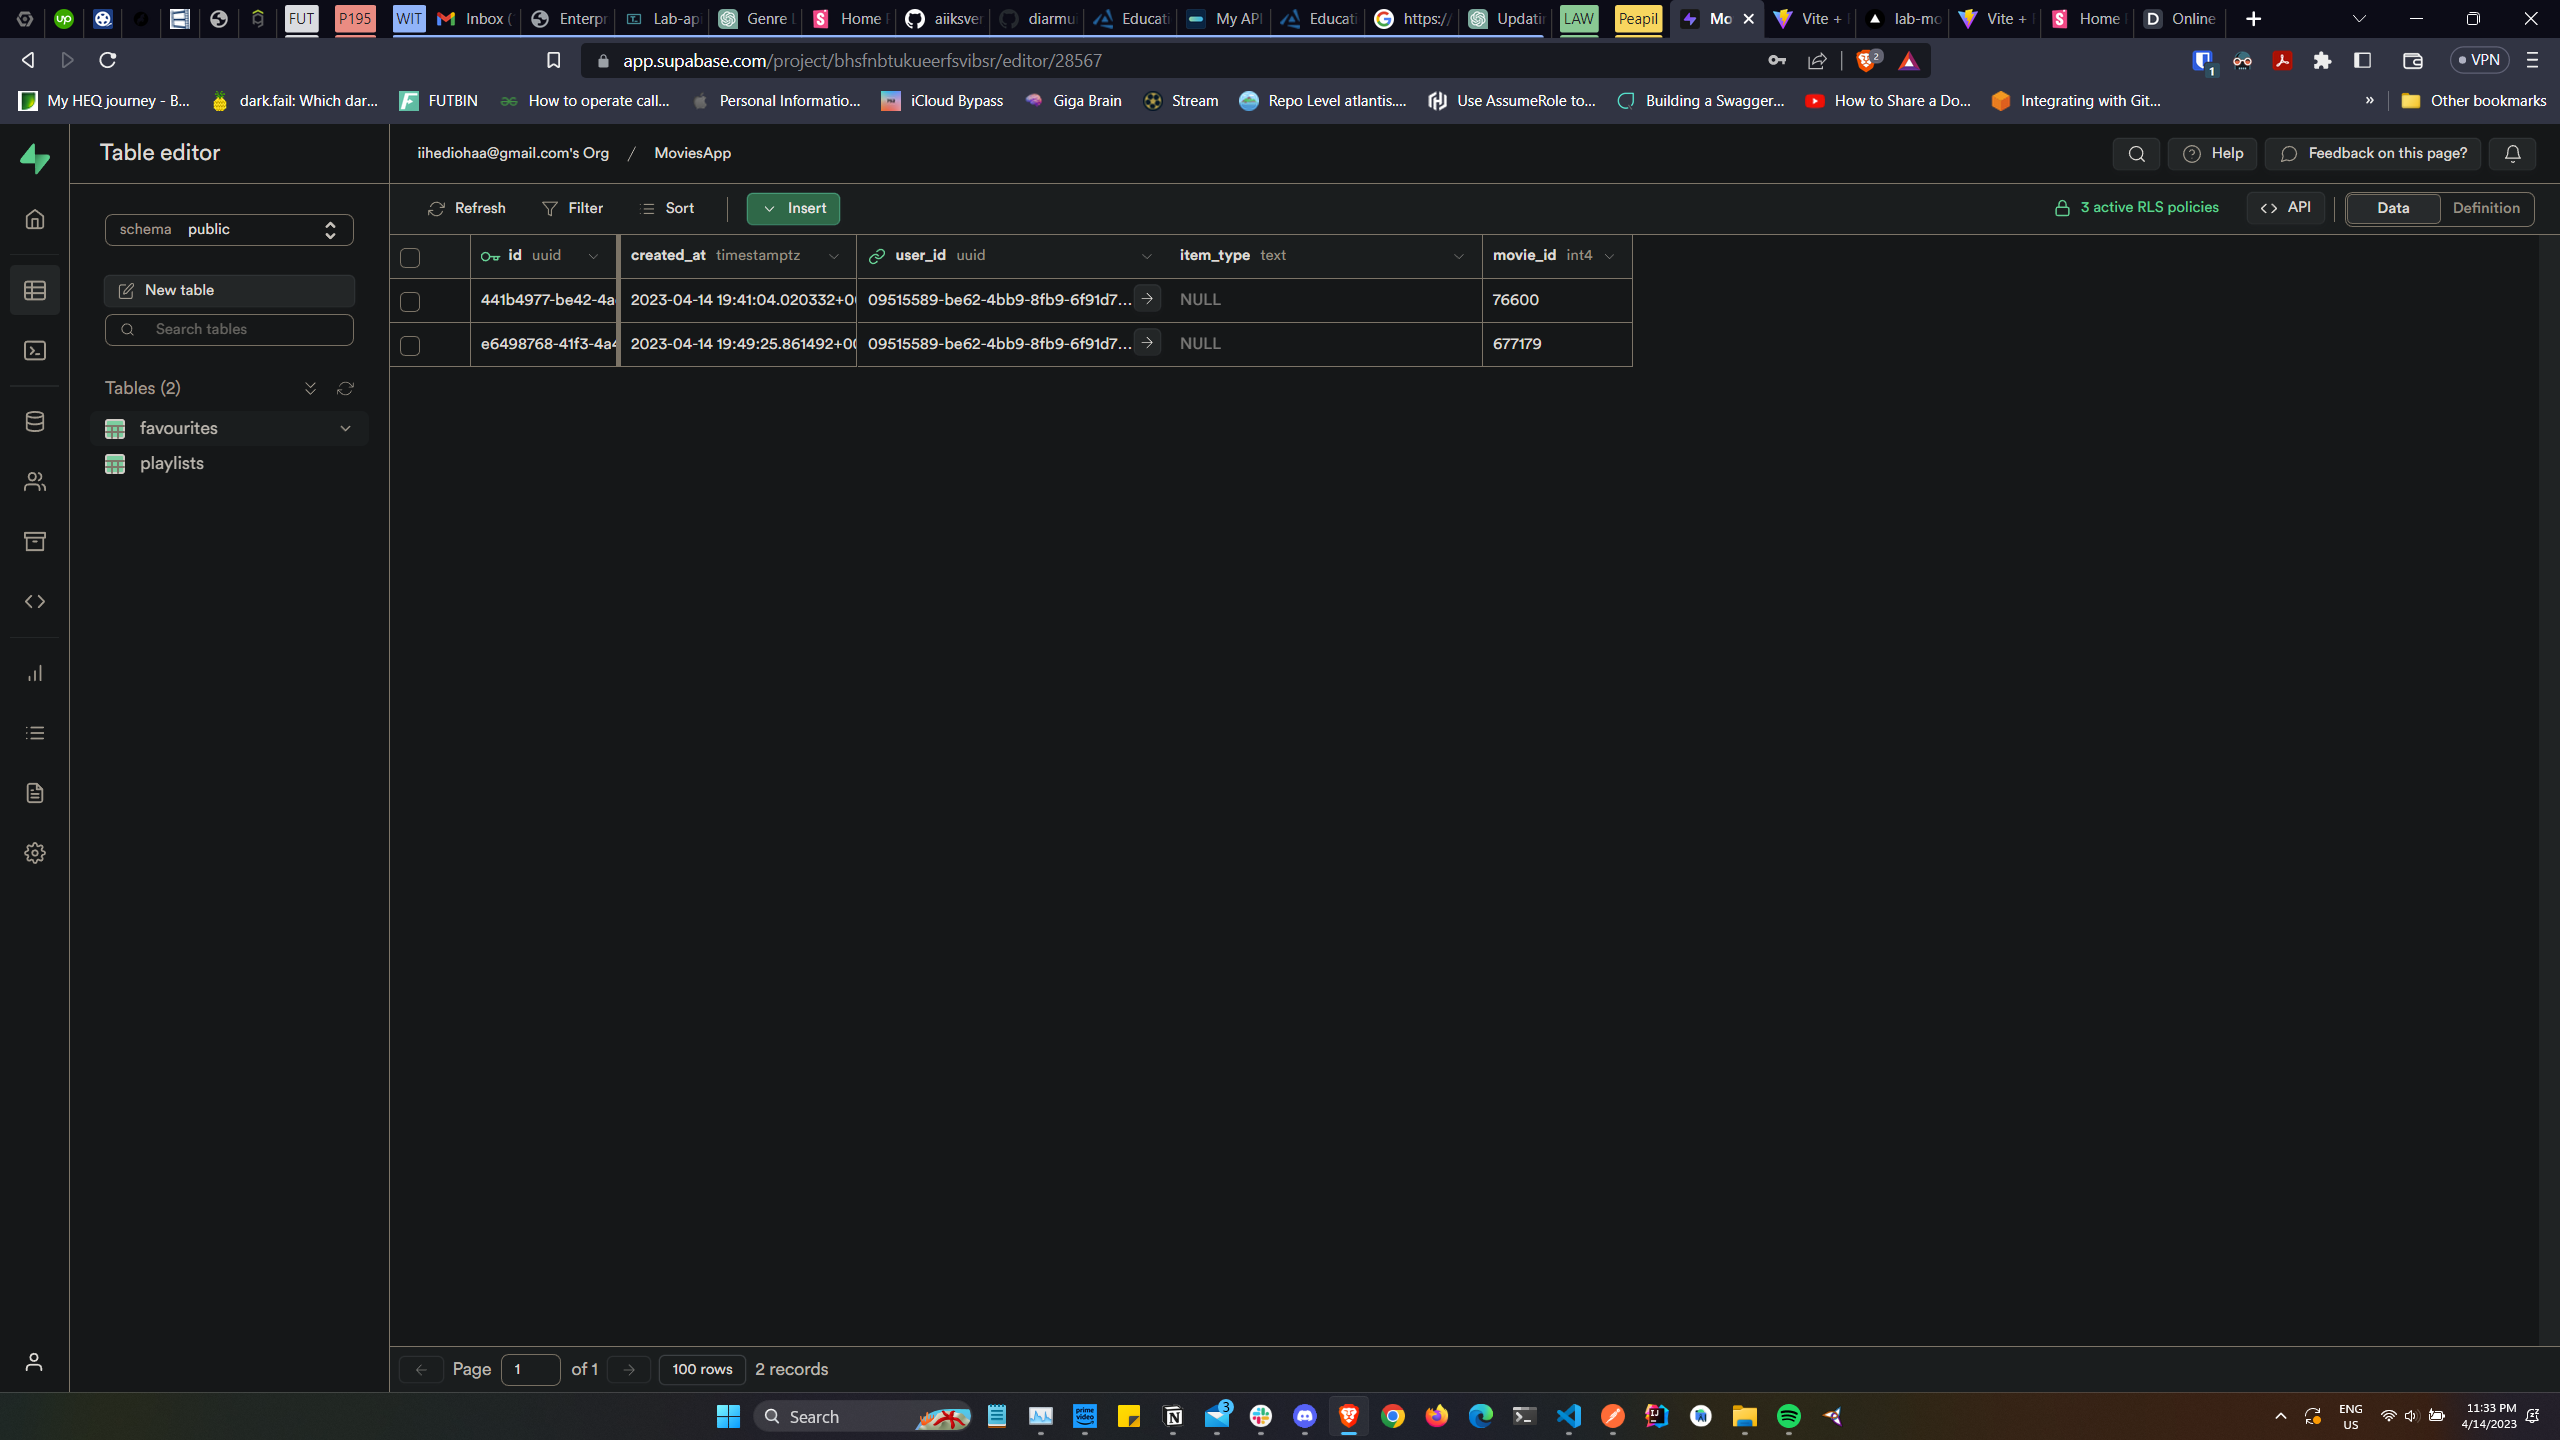 FUT
P195
WIT
Inbox (
Enterpr
Lab-api
Genre L
Home P
aiiksver
diarmu
Educati
My API
Educati
https://
Updatin
LAW
Peapil
Mo
Vite +
lab-mo
Vite +
Home
Online
app.supabase.com/project/bhsfnbtukueerfsvibsr/editor/28567
2
1
VPN
My HEQ journey - B...
dark.fail: Which dar...
FUTBIN
How to operate call...
Personal Informatio...
iCloud Bypass
Giga Brain
Stream
Repo Level atlantis....
Use AssumeRole to...
Building a Swagger...
How to Share a Do...
Integrating with Git...
»
Other bookmarks
Table editor
iihediohaa@gmail.com's Org / MoviesApp
Help
Feedback on this page?
schema public
New table
Search tables
Tables (2)
favourites
playlists
Refresh
Filter
Sort
Insert
3 active RLS policies
API
Data
Definition
id uuid
created_at timestamptz
user_id uuid
item_type text
movie_id int4
441b4977-be42-4a
2023-04-14 19:41:04.020332+0
09515589-be62-4bb9-8fb9-6f91d7...
NULL
76600
e6498768-41f3-4a4
2023-04-14 19:49:25.861492+00
09515589-be62-4bb9-8fb9-6f91d7...
NULL
677179
Page 1 of 1
100 rows
2 records
Search
3
ENG
US
11:33 PM
4/14/2023